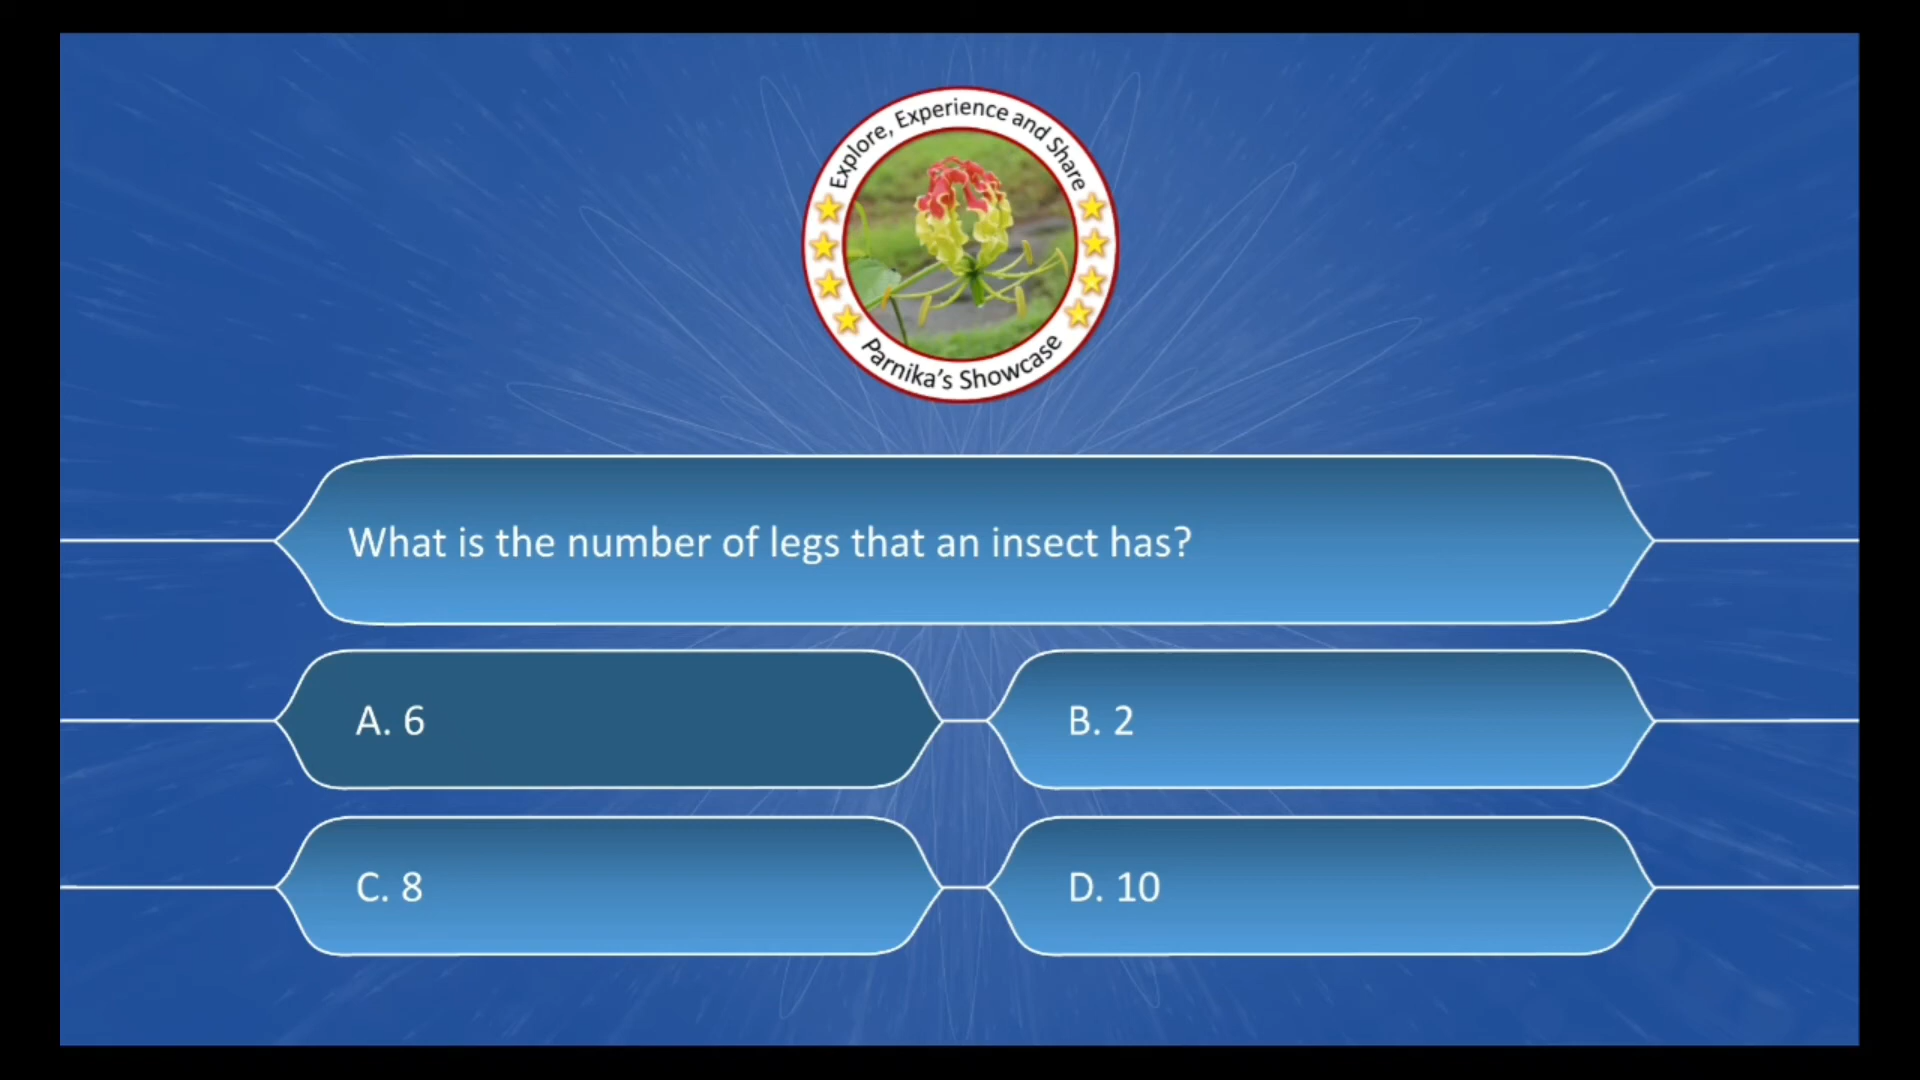 Explore, Experience and Share
Parnika's Showcase
What is the number of legs that an insect has?
A. 6
B. 2
C. 8
D. 10